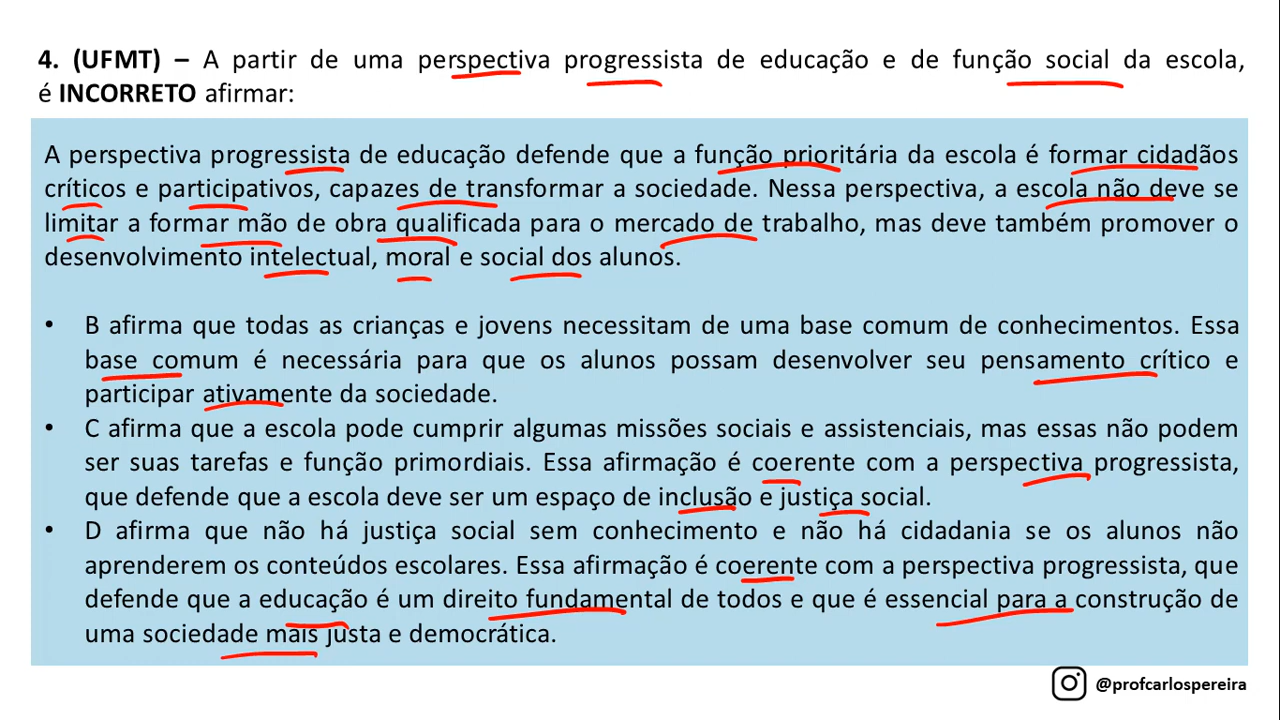 4. (UFMT) – A partir de uma perspectiva progressista de educação e de função social da escola,
é INCORRETO afirmar:
A perspectiva progressista de educação defende que a função prioritária da escola é formar cidadãos
críticos e participativos, capazes de transformar a sociedade. Nessa perspectiva, a escola não deve se
limitar a formar mão de obra qualificada para o mercado de trabalho, mas deve também promover o
desenvolvimento intelectual, moral e social dos alunos.
• B afirma que todas as crianças e jovens necessitam de uma base comum de conhecimentos. Essa
base comum é necessária para que os alunos possam desenvolver seu pensamento crítico e
participar ativamente da sociedade.
• C afirma que a escola pode cumprir algumas missões sociais e assistenciais, mas essas não podem
ser suas tarefas e função primordiais. Essa afirmação é coerente com a perspectiva progressista,
que defende que a escola deve ser um espaço de inclusão e justiça social.
• D afirma que não há justiça social sem conhecimento e não há cidadania se os alunos não
aprenderem os conteúdos escolares. Essa afirmação é coerente com a perspectiva progressista, que
defende que a educação é um direito fundamental de todos e que é essencial para a construção de
uma sociedade mais justa e democrática.
@profcarlospereira